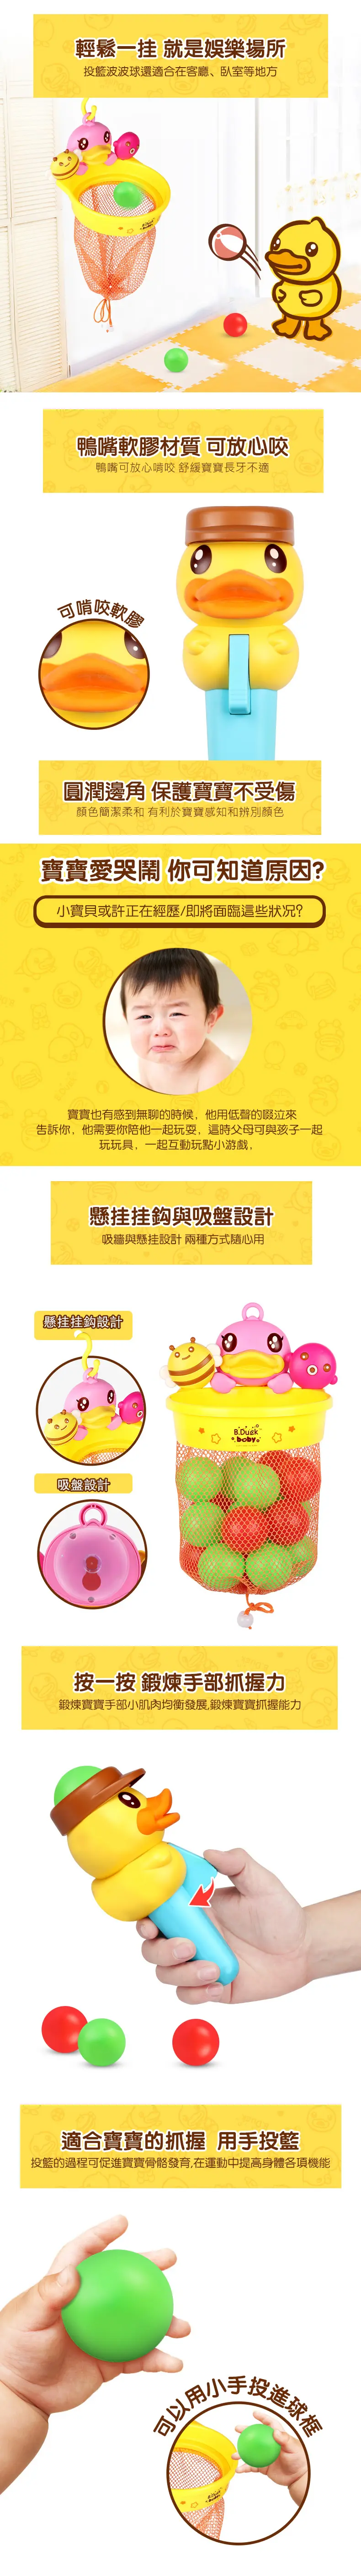 輕鬆一挂 就是娛樂場所
投籃波波球還適合在客廳、臥室等地方
鴨嘴軟膠材質 可放心咬
鴨嘴可放心啃咬 舒緩寶寶長牙不適
可啃咬軟膠
圓潤邊角 保護寶寶不受傷
顏色簡潔柔和 有利於寶寶感知和辨別顏色
寶寶愛哭鬧 你可知道原因?
小寶貝或許正在經歷/即將面臨這些狀況?
寶寶也有感到無聊的時候，他用低聲的啜泣來
告訴你，他需要你陪他一起玩耍，這時父母可與孩子一起
玩玩具，一起互動玩點小游戲，
懸挂挂鈎與吸盤設計
吸牆與懸挂設計 兩種方式隨心用
懸挂挂鈎設計
吸盤設計
B.Duck
baby
按一按 鍛煉手部抓握力
鍛煉寶寶手部小肌肉均衡發展,鍛煉寶寶抓握能力
適合寶寶的抓握 用手投籃
投籃的過程可促進寶寶骨骼發育,在運動中提高身體各項機能
可以用小手投進球框